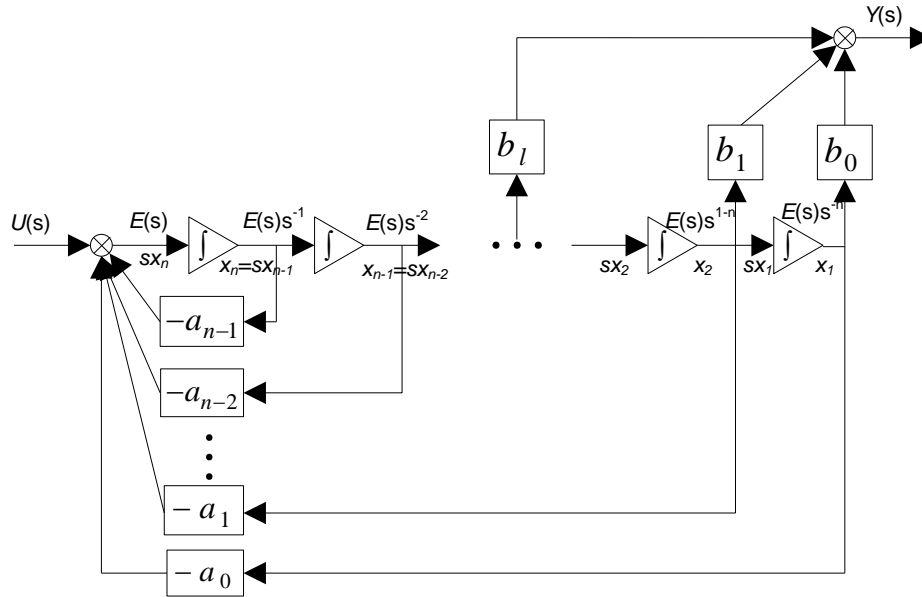 Y(s)
b_l
b_1
b_0
U(s)
E(s)
E(s)s^-1
E(s)s^-2
E(s)s^1-n
E(s)s^-n
∫
∫
∫
∫
sx_n
x_n=sx_n-1
x_n-1=sx_n-2
sx_2
x_2
sx_1
x_1
−a_n−1
−a_n−2
−a_1
−a_0